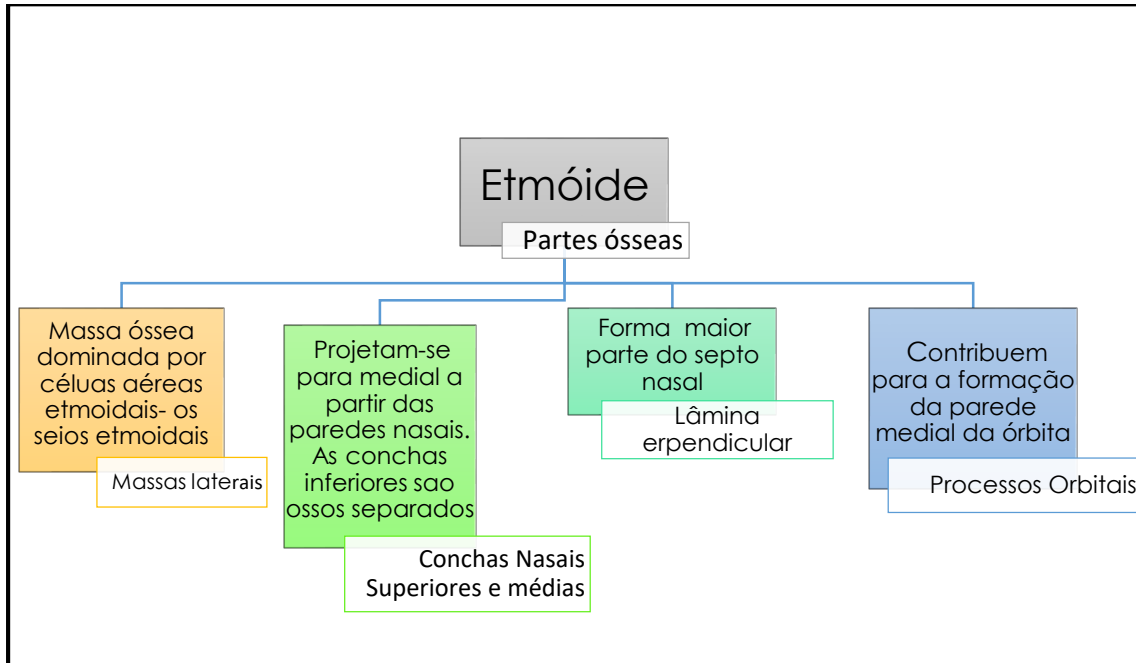 Etmóide
Partes ósseas
Massa óssea
dominada por
céluas aéreas
etmoidais- os
seios etmoidais
Massas laterais
Projetam-se
para medial a
partir das
paredes nasais.
As conchas
inferiores sao
ossos separados
Conchas Nasais
Superiores e médias
Forma maior
parte do septo
nasal
Lâmina
erpendicular
Contribuem
para a formação
da parede
medial da órbita
Processos Orbitais